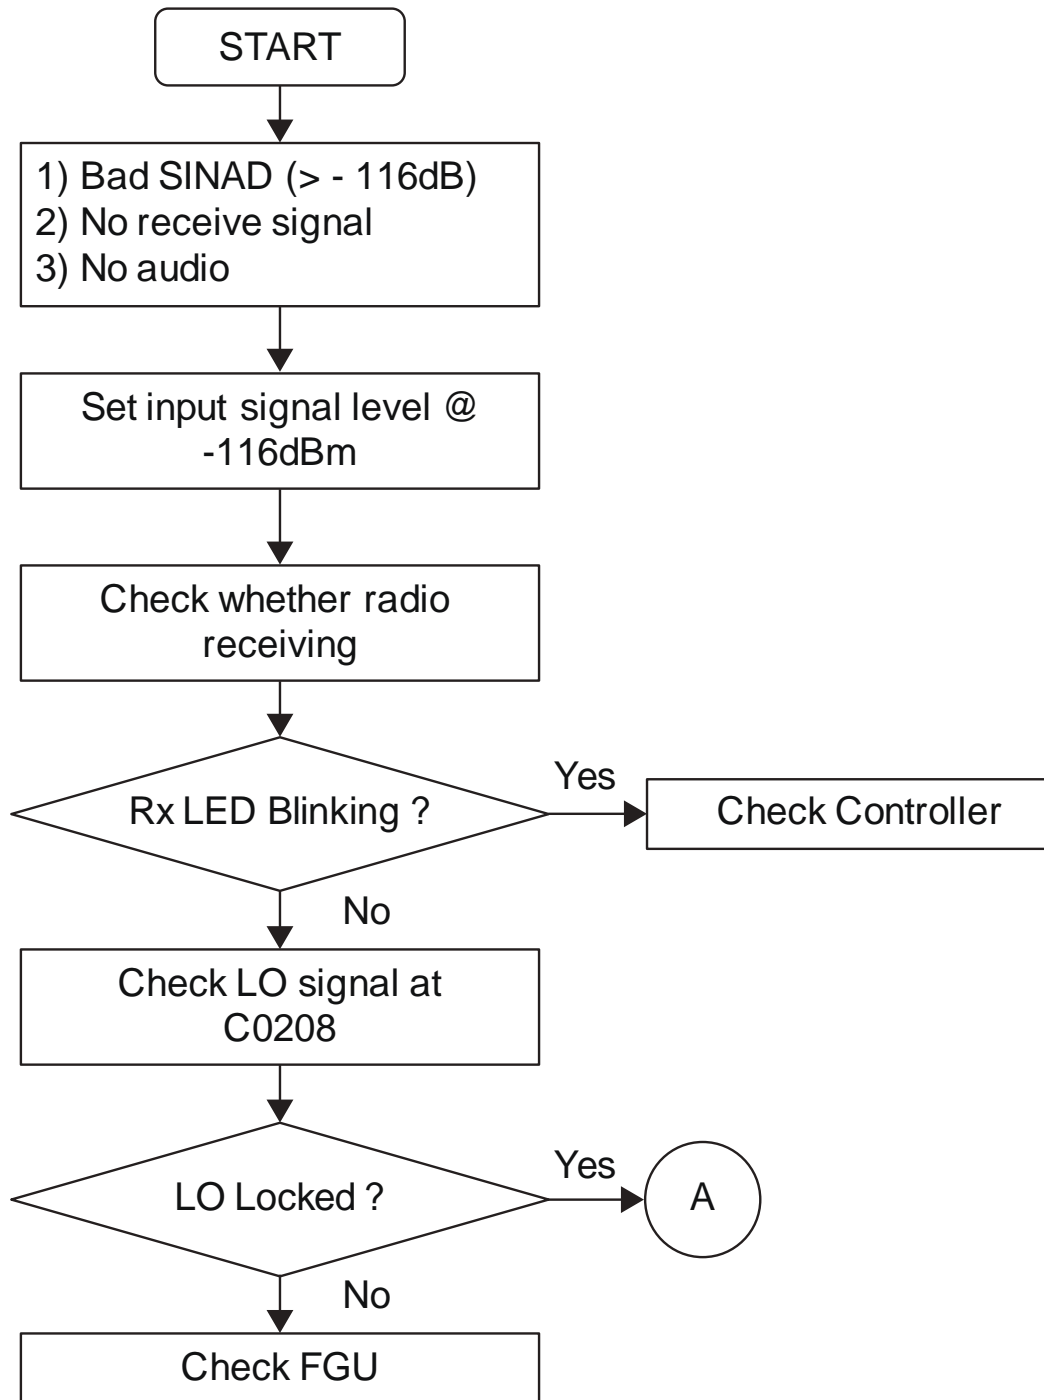 START
1) Bad SINAD (> - 116dB)
2) No receive signal
3) No audio
Set input signal level @
-116dBm
Check whether radio
receiving
Rx LED Blinking ?
Yes
Check Controller
No
Check LO signal at
C0208
LO Locked ?
Yes
A
No
Check FGU